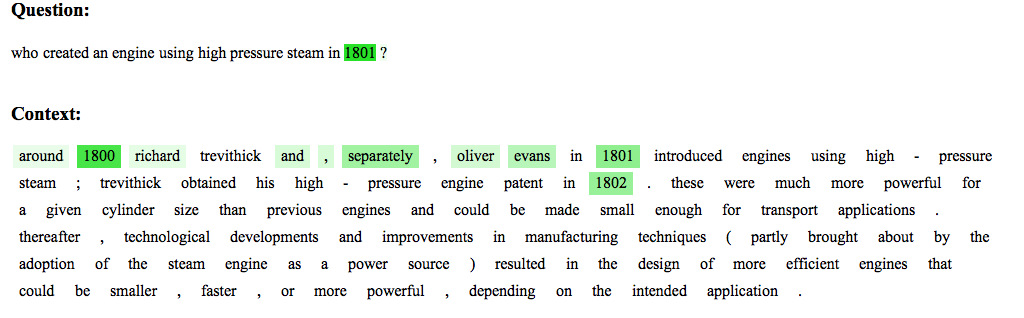 Question:
who created an engine using high pressure steam in 1801 ?
Context:
around 1800 richard trevithick and , separately , oliver evans in 1801 introduced engines using high - pressure
steam ; trevithick obtained his high - pressure engine patent in 1802 . these were much more powerful for
a given cylinder size than previous engines and could be made small enough for transport applications .
thereafter , technological developments and improvements in manufacturing techniques ( partly brought about by the
adoption of the steam engine as a power source ) resulted in the design of more efficient engines that
could be smaller , faster , or more powerful , depending on the intended application .